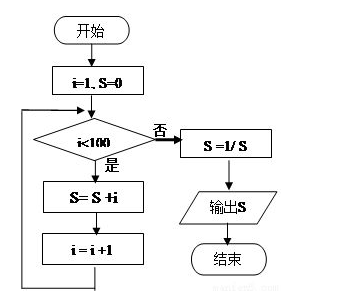 开始
i=1, S=0
i<100
否
是
S =1/ S
S= S +i
输出S
i = i +1
结束